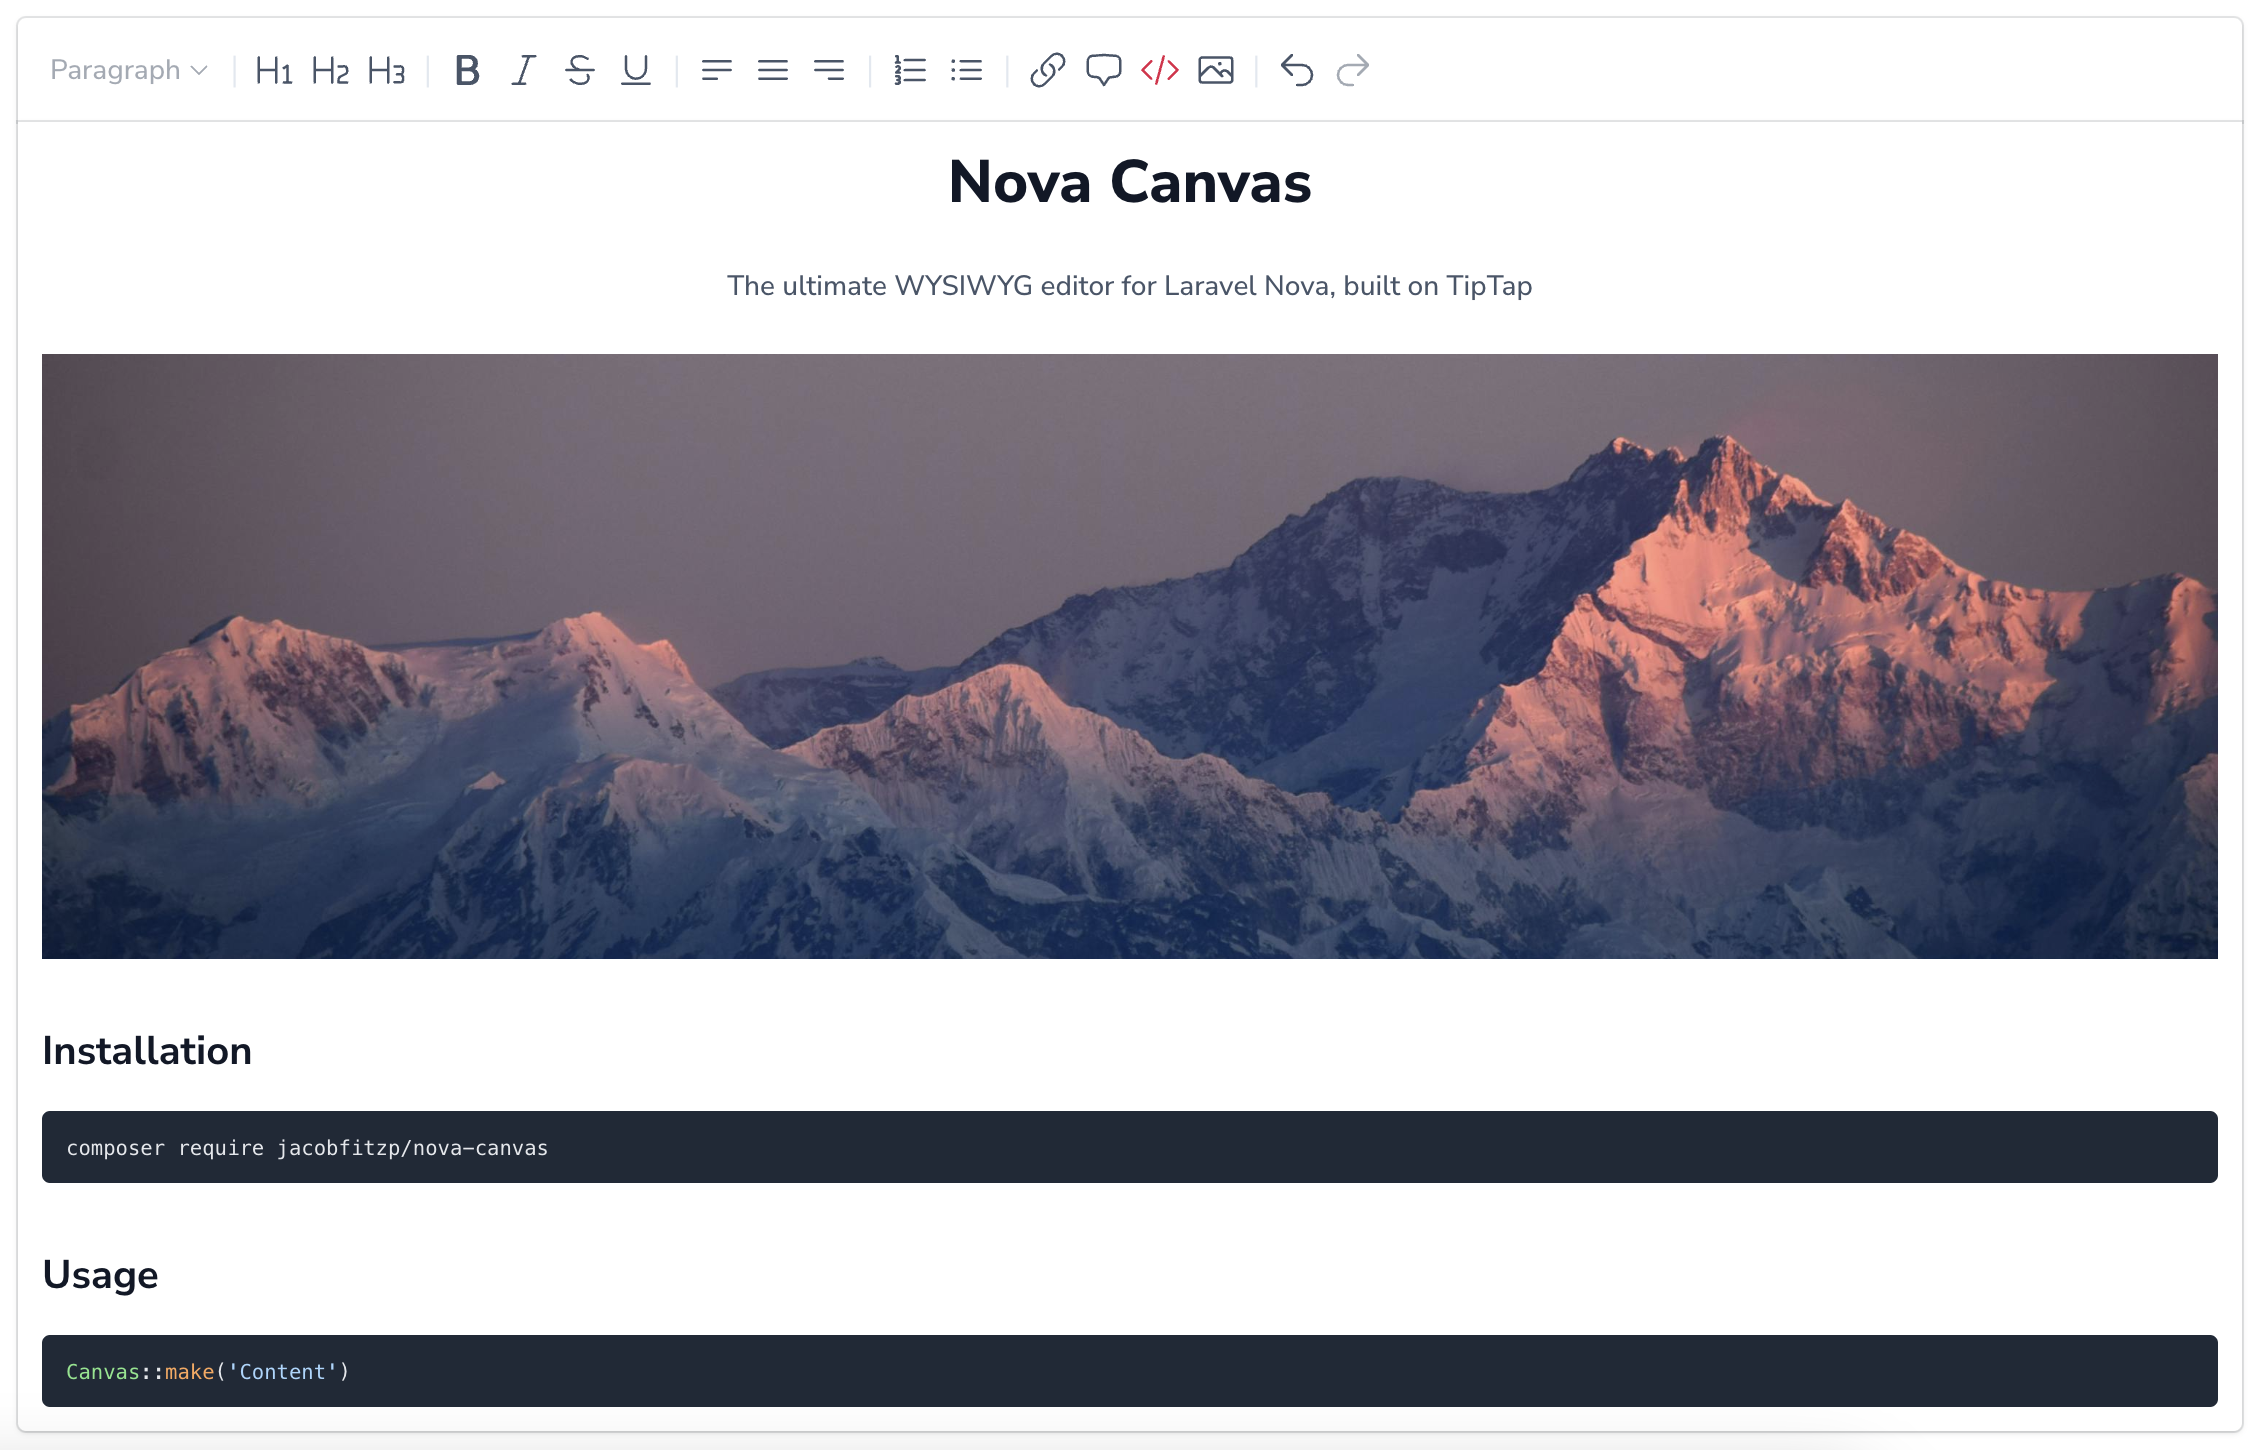 Paragraph H1 H2 H3 B I S U
Nova Canvas
The ultimate WYSIWYG editor for Laravel Nova, built on TipTap
Installation
composer require jacobfitzp/nova-canvas
Usage
Canvas::make('Content')